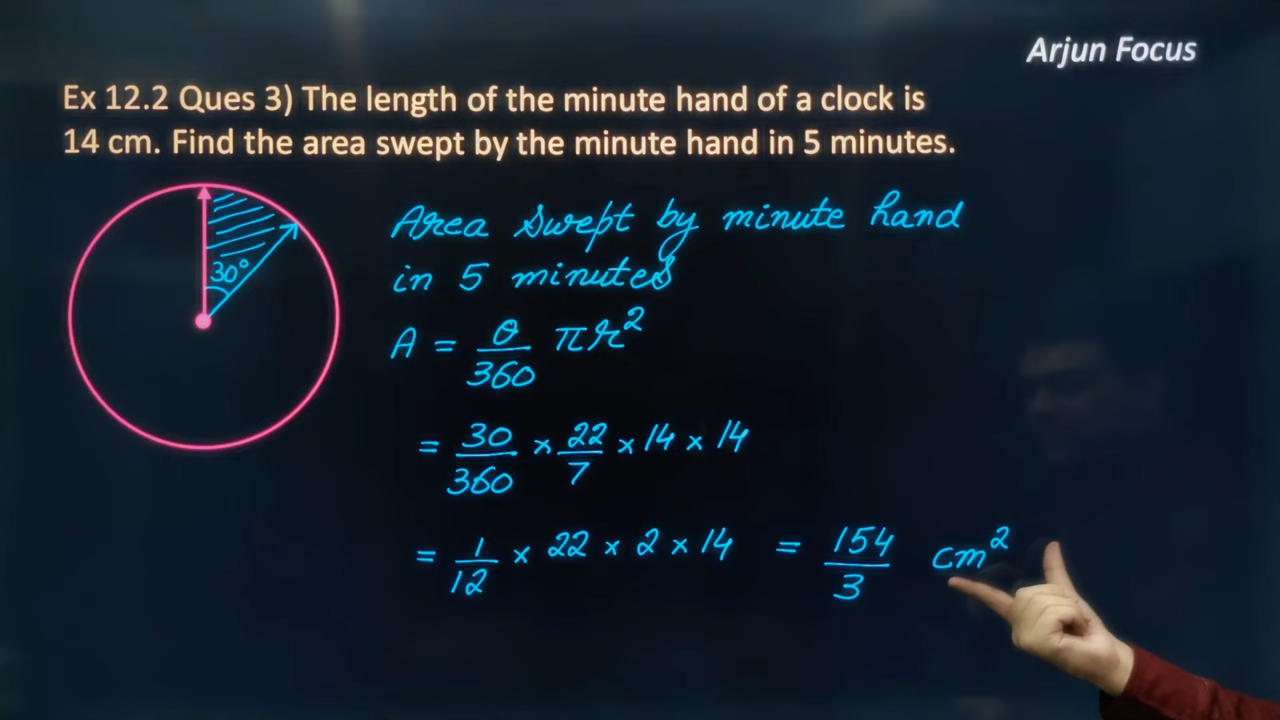 Arjun Focus
Ex 12.2 Ques 3) The length of the minute hand of a clock is
14 cm. Find the area swept by the minute hand in 5 minutes.
30°
Area Swept by minute hand
in 5 minutes
A = θ/360 πr²
= 30/360 × 22/7 × 14 × 14
= 1/12 × 22 × 2 × 14 = 154/3 cm²